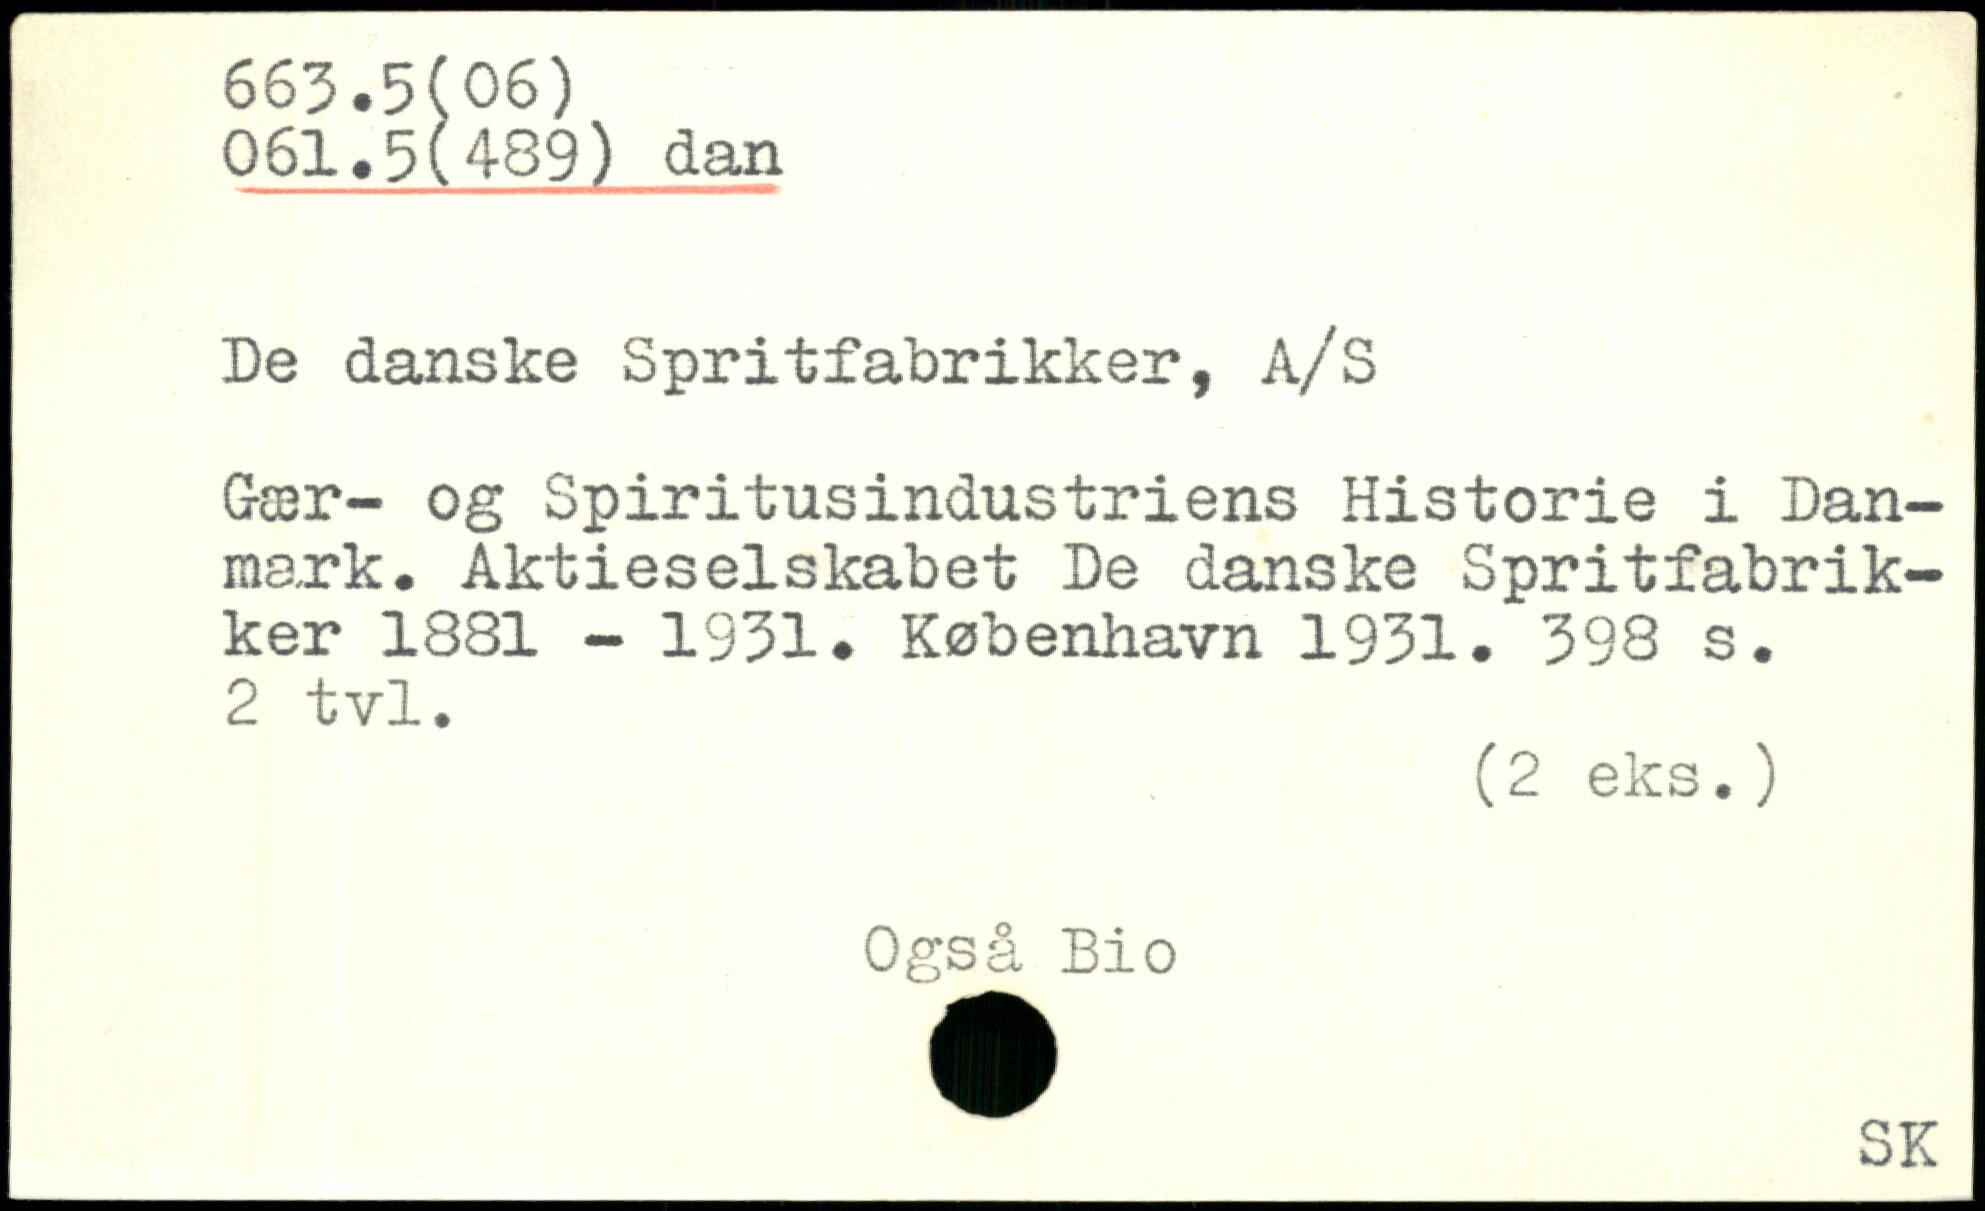 663.5(06)
061.5(489) dan
De danske Spritfabrikker, A/S
Gær- og Spiritusindustriens Historie i Dan-
mark. Aktieselskabet De danske Spritfabrik-
ker 1881 - 1931. København 1931. 398 s.
2 tvl.
(2 eks.)
Også Bio
SK